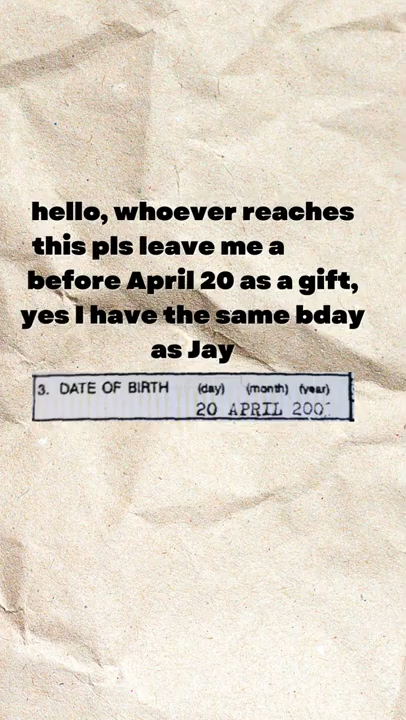 hello, whoever reaches
this pls leave me a
before April 20 as a gift,
yes I have the same bday
as Jay
3. DATE OF BIRTH (day) (month) (year)
20 APRIL